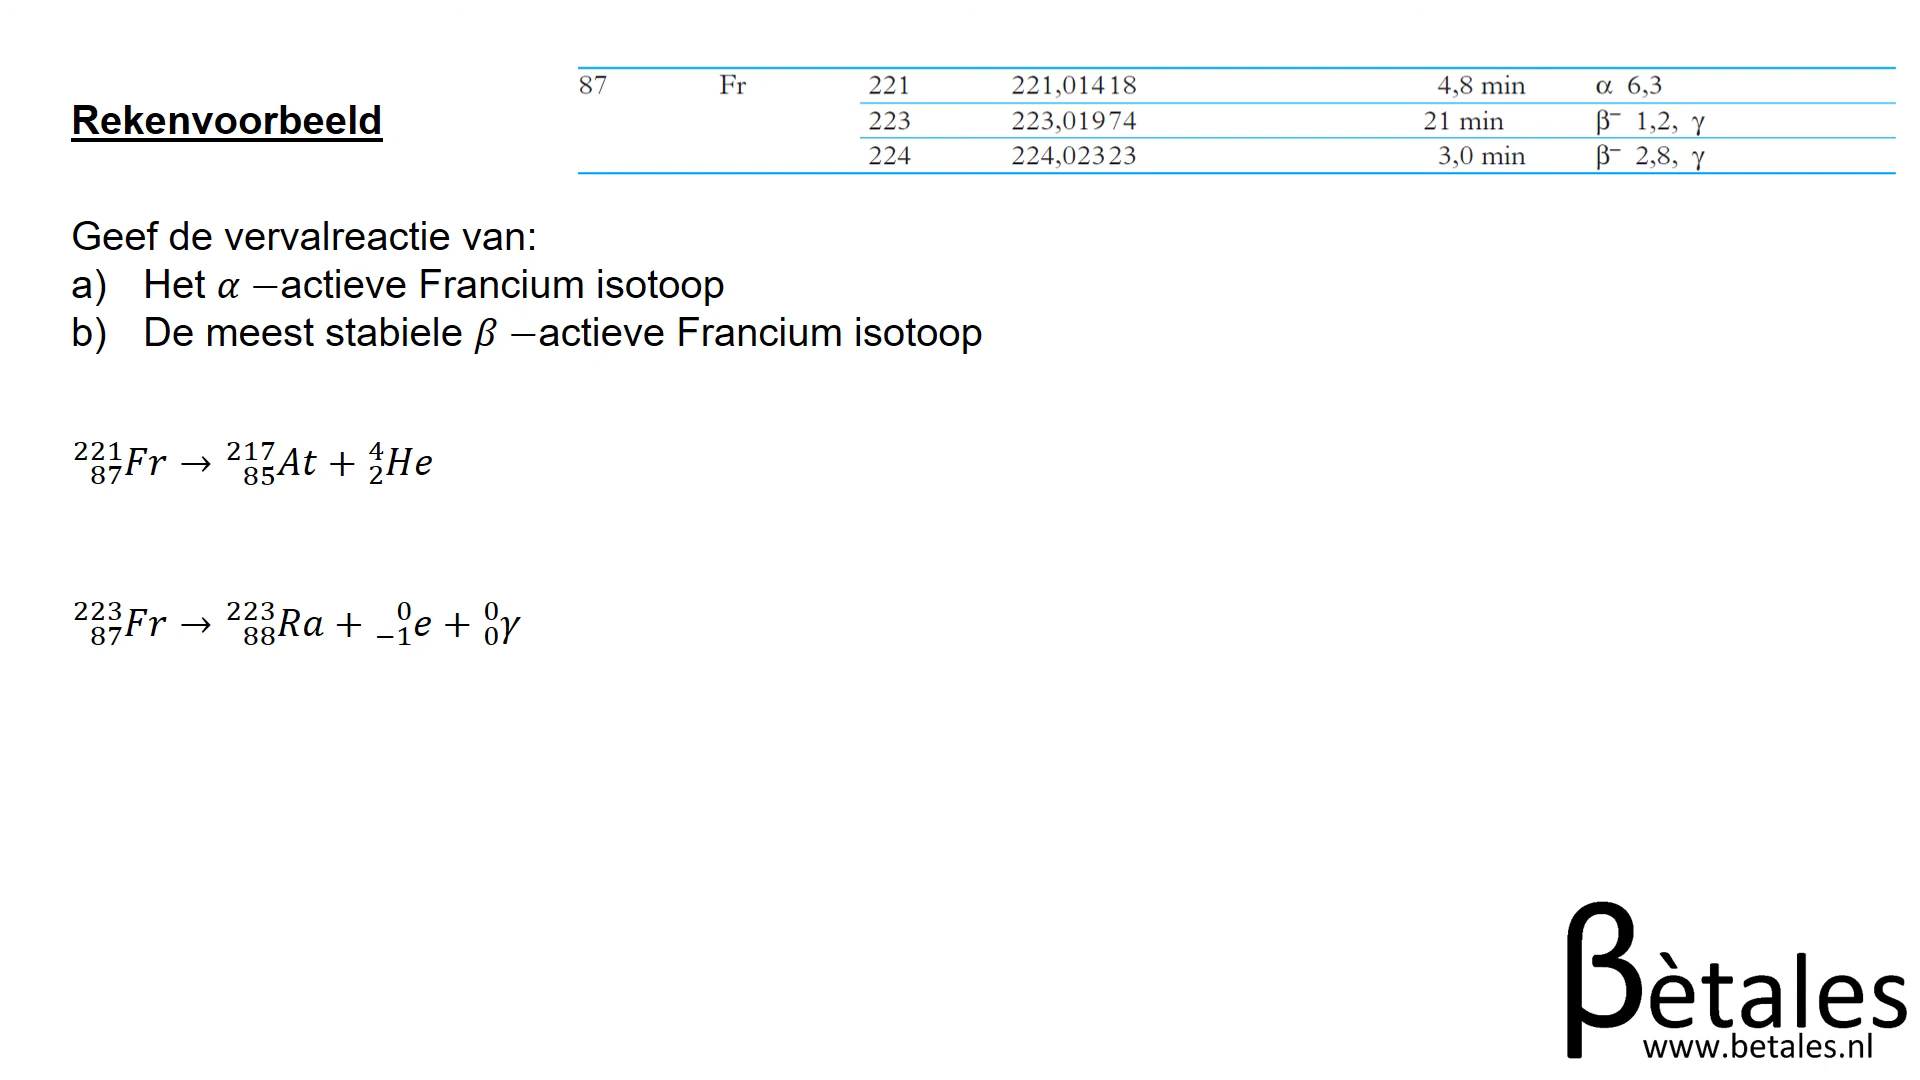 87 Fr 221 221,01418 4,8 min α 6,3
Rekenvoorbeeld
223 223,01974 21 min β⁻ 1,2, γ
224 224,02323 3,0 min β⁻ 2,8, γ
Geef de vervalreactie van:
a) Het α −actieve Francium isotoop
b) De meest stabiele β −actieve Francium isotoop
²²¹₈₇Fr → ²¹⁷₈₅At + ⁴₂He
²²³₈₇Fr → ²²³₈₈Ra + ⁰₋₁e + ⁰₀γ
βètales
www.betales.nl